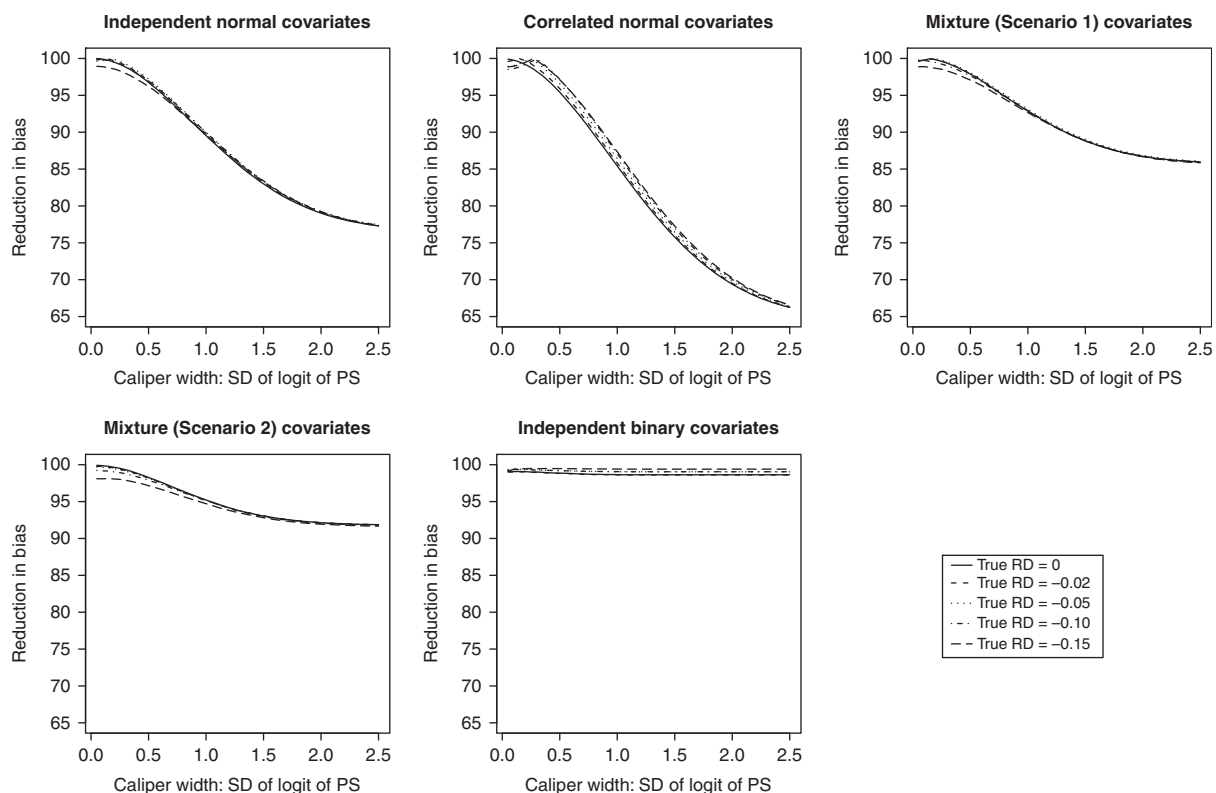 Independent normal covariates
Reduction in bias
100
95
90
85
80
75
70
65
0.0 0.5 1.0 1.5 2.0 2.5
Caliper width: SD of logit of PS
Correlated normal covariates
Reduction in bias
100
95
90
85
80
75
70
65
0.0 0.5 1.0 1.5 2.0 2.5
Caliper width: SD of logit of PS
Mixture (Scenario 1) covariates
Reduction in bias
100
95
90
85
80
75
70
65
0.0 0.5 1.0 1.5 2.0 2.5
Caliper width: SD of logit of PS
Mixture (Scenario 2) covariates
Reduction in bias
100
95
90
85
80
75
70
65
0.0 0.5 1.0 1.5 2.0 2.5
Caliper width: SD of logit of PS
Independent binary covariates
Reduction in bias
100
95
90
85
80
75
70
65
0.0 0.5 1.0 1.5 2.0 2.5
Caliper width: SD of logit of PS
True RD = 0
True RD = –0.02
True RD = –0.05
True RD = –0.10
True RD = –0.15